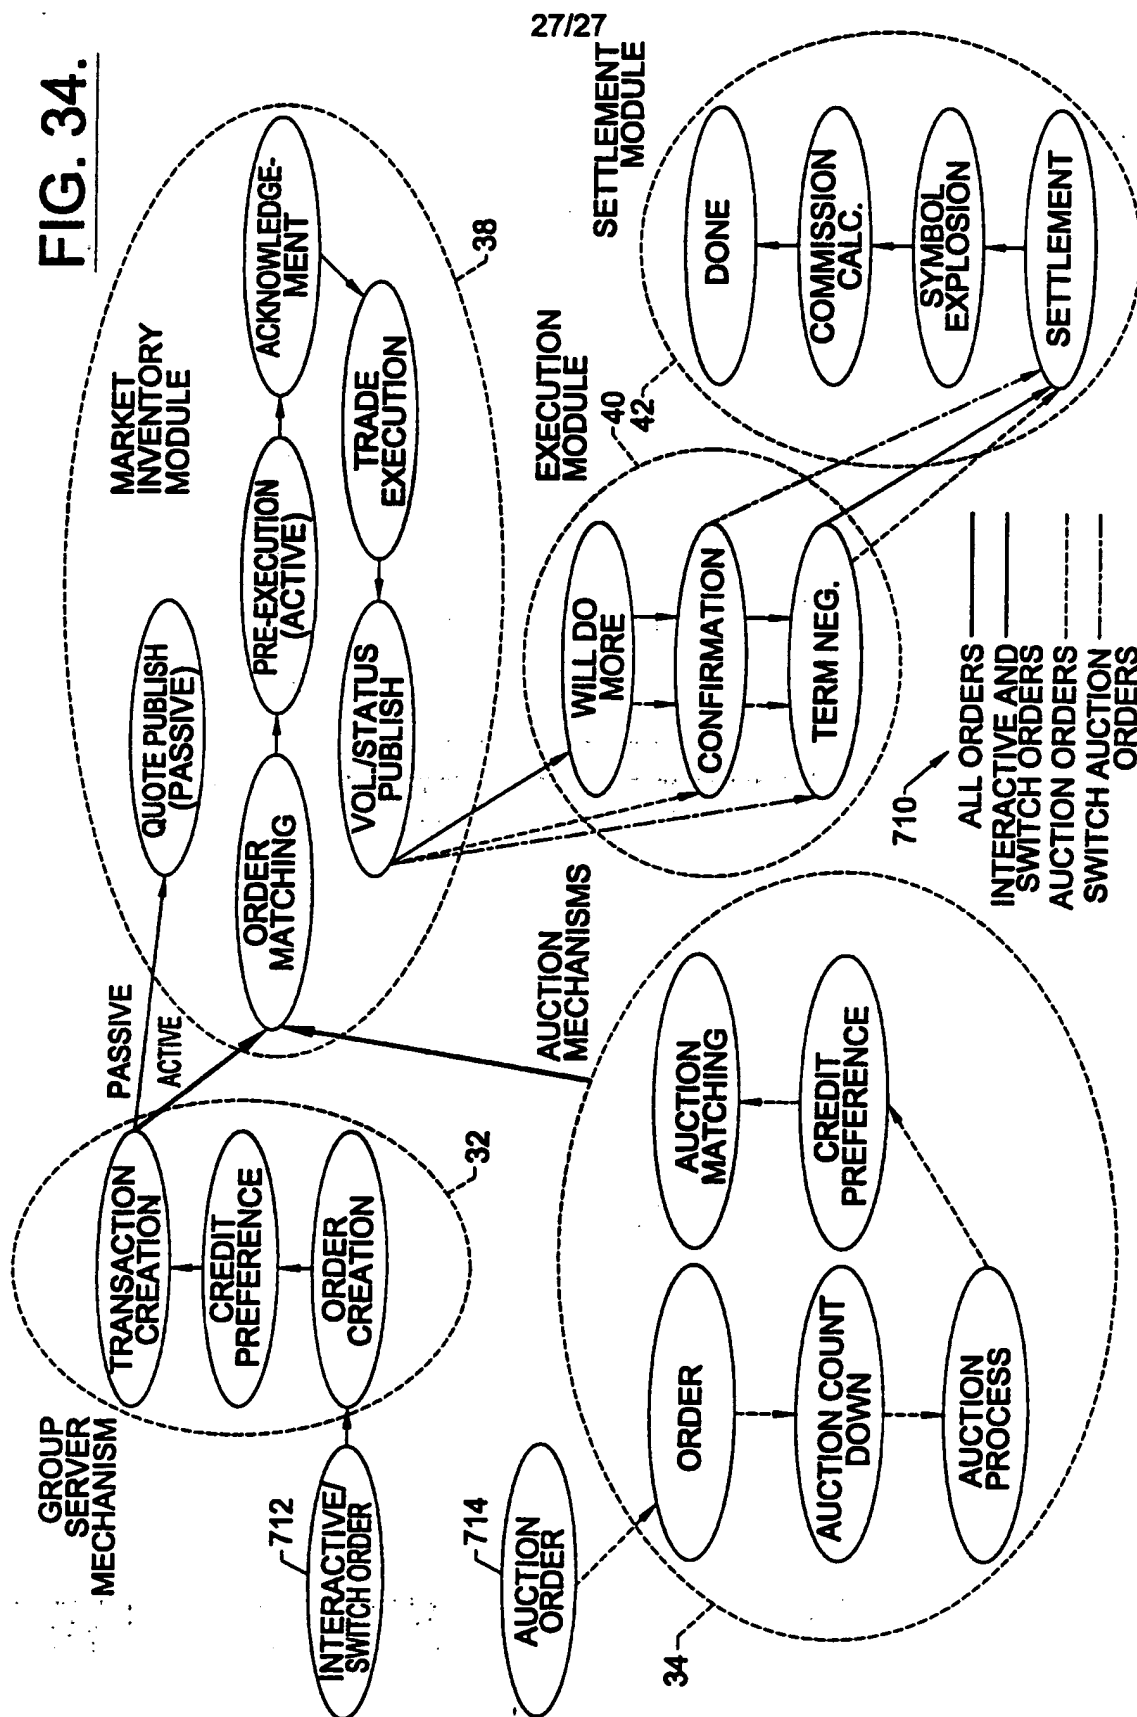 27/27
FIG. 34.
GROUP
SERVER
MECHANISM
TRANSACTION
CREATION
CREDIT
PREFERENCE
ORDER
CREATION
32
712
INTERACTIVE/
SWITCH ORDER
714
AUCTION
ORDER
PASSIVE
ACTIVE
MARKET
INVENTORY
MODULE
QUOTE PUBLISH
(PASSIVE)
ORDER
MATCHING
PRE-EXECUTION
(ACTIVE)
ACKNOWLEDGE-
MENT
TRADE
EXECUTION
VOL./STATUS
PUBLISH
38
AUCTION
MECHANISMS
ORDER
AUCTION COUNT
DOWN
AUCTION
PROCESS
CREDIT
PREFERENCE
AUCTION
MATCHING
34
EXECUTION
MODULE
40
WILL DO
MORE
CONFIRMATION
TERM NEG.
SETTLEMENT
MODULE
42
DONE
COMMISSION
CALC.
SYMBOL
EXPLOSION
SETTLEMENT
710
ALL ORDERS
INTERACTIVE AND
SWITCH ORDERS
AUCTION ORDERS
SWITCH AUCTION
ORDERS